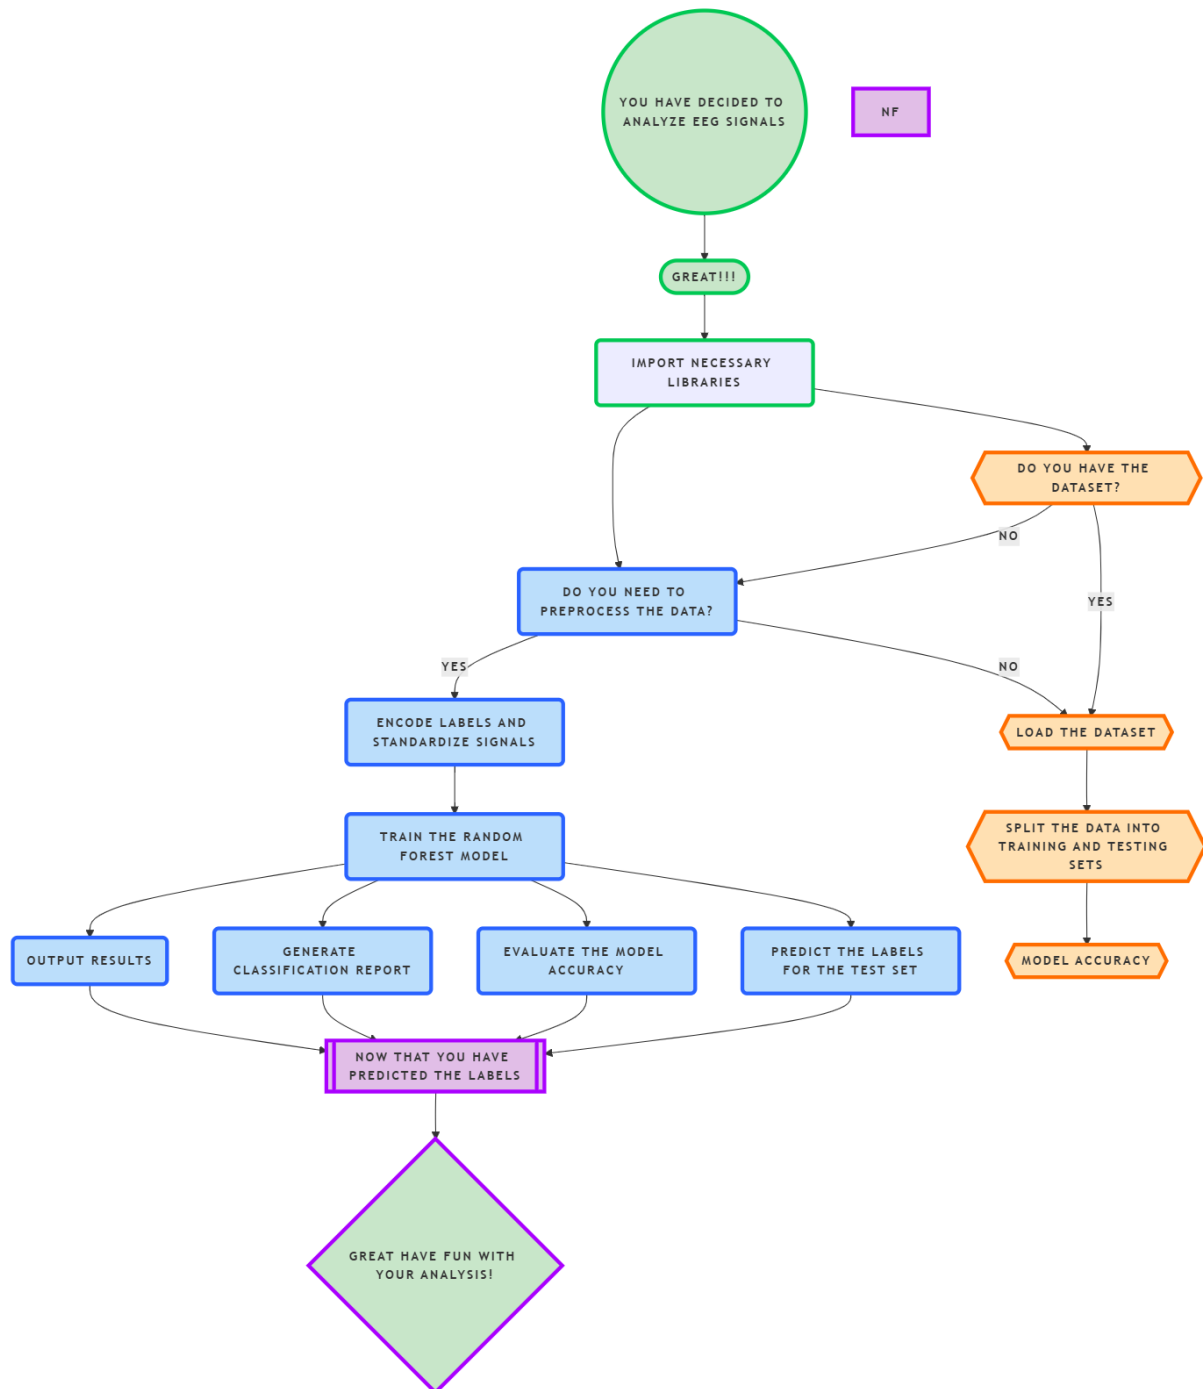 YOU HAVE DECIDED TO
ANALYZE EEG SIGNALS
NF
GREAT!!!
IMPORT NECESSARY
LIBRARIES
DO YOU HAVE THE
DATASET?
NO
DO YOU NEED TO
PREPROCESS THE DATA?
YES
YES
NO
ENCODE LABELS AND
STANDARDIZE SIGNALS
LOAD THE DATASET
TRAIN THE RANDOM
FOREST MODEL
SPLIT THE DATA INTO
TRAINING AND TESTING
SETS
OUTPUT RESULTS
GENERATE
CLASSIFICATION REPORT
EVALUATE THE MODEL
ACCURACY
PREDICT THE LABELS
FOR THE TEST SET
MODEL ACCURACY
NOW THAT YOU HAVE
PREDICTED THE LABELS
GREAT HAVE FUN WITH
YOUR ANALYSIS!